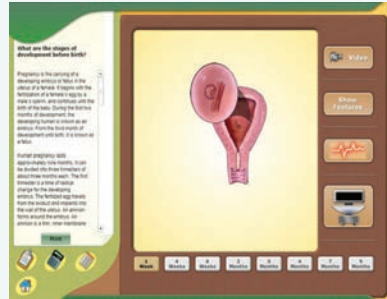 What are the stages of
development before birth?
Pregnancy is the carrying of a
developing embryo or fetus in the
uterus of a female. It begins with the
fertilization of a female's egg by a
male's sperm, and continues until the
birth of the baby. During the first two
months of development, the
developing human is known as an
embryo. From the third month of
development until birth, it is known as
a fetus.
Human pregnancy lasts
approximately nine months. It can
be divided into three trimesters of
about three months each. The first
trimester is a time of radical
change for the developing
embryo. The fertilized egg travels
from the oviduct and implants into
the wall of the uterus. An amnion
forms around the embryo. An
amnion is a thin, inner membrane
Print
Video
Show
Features
Week
4
Weeks
8
Weeks
Months
Months
4
Months
7
Months
9
Months